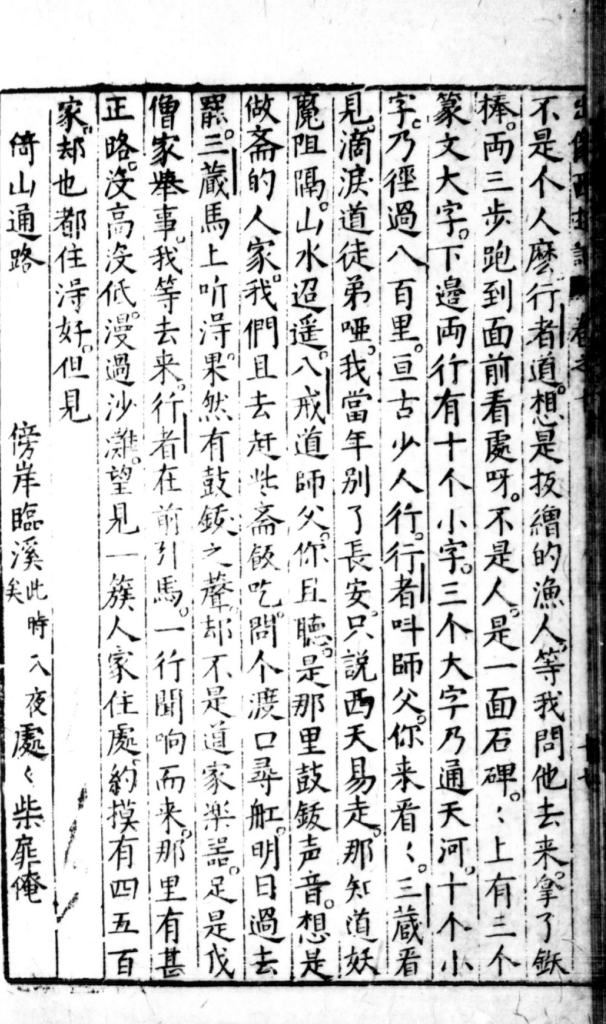 不是个人麽行者道想是扳繒的漁人等我問他去来拿了鉄
棒両三歩跑到面前看處呀不是人是一面石碑〻上有三个
篆文大字下邊両行有十个小字三个大字乃通天河十个小
字乃徑過八百里亘古少人行行者呌師父你来看〻三藏看
見滴淚道徒弟哑我當年别了長安只說西天易走那知道妖
魔阻隔山水迢遥八戒道師父你且聽是那里鼓鈸声音想是
做斋的人家我們且去赶些斋飯吃問个渡口尋舡明日過去
罷三藏馬上听淂果然有鼓鈸之聲却不是道家楽噐足是伐
僧家舉事我等去来行者在前引馬一行聞响而来那里有甚
正路没高没低漫過沙灘望見一簇人家住處約摸有四五百
家却也都住淂好但見
倚山通路 傍岸臨溪 此時入夜矣 處〻柴扉俺